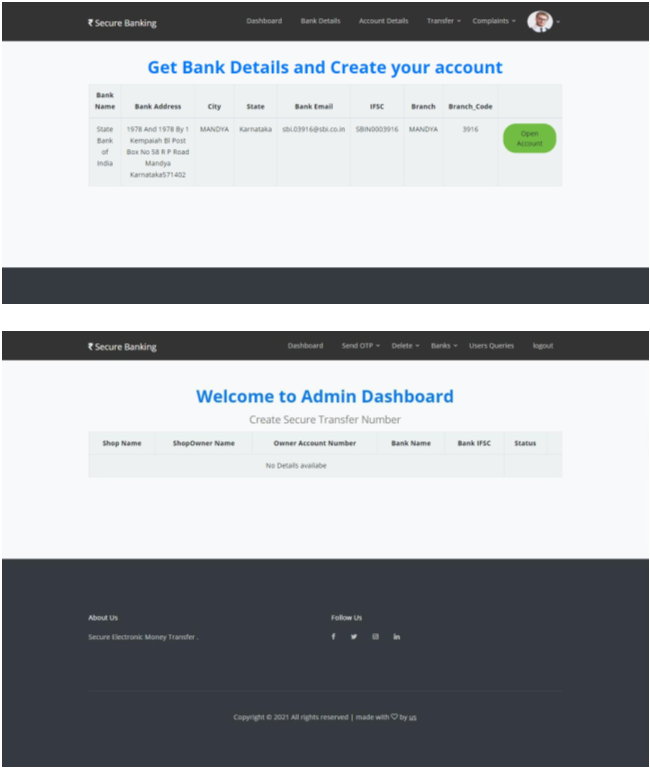 ₹ Secure Banking
Dashboard Bank Details Account Details Transfer Complaints
Get Bank Details and Create your account
Bank Name Bank Address City State Bank Email IFSC Branch Branch_Code
State Bank of India 1978 And 1978 By 1 Kempaiah Bl Post Box No 58 R P Road Mandya Karnataka571402 MANDYA Karnataka sbi.03916@sbi.co.in SBIN0003916 MANDYA 3916 Open Account
₹ Secure Banking
Dashboard Send OTP Delete Banks Users Queries logout
Welcome to Admin Dashboard
Create Secure Transfer Number
Shop Name ShopOwner Name Owner Account Number Bank Name Bank IFSC Status
No Details availabe
About Us Follow Us
Secure Electronic Money Transfer .
Copyright © 2021 All rights reserved | made with ♡ by us